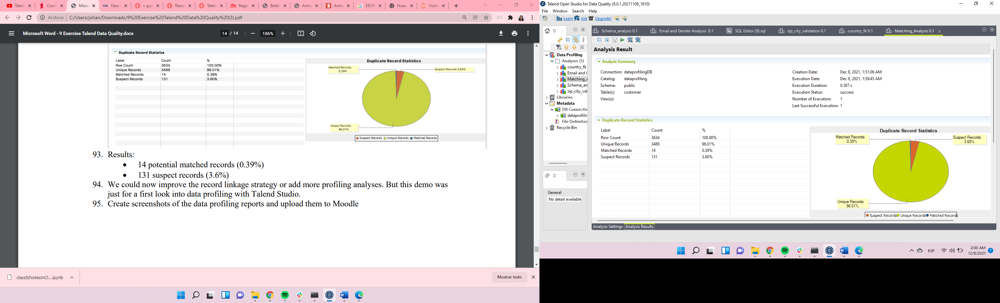 Talen
Cours
Micro
New
« guic
Resou
Talend
Regis
Beibla
Anme
Anme
SECRI
Nuev
Home
Archivo
C:/Users/johan/Downloads/9%20Exercise%20Talend%20Data%20Quality%20(3).pdf
Microsoft Word - 9 Exercise Talend Data Quality.docx
14 / 14
186%
Duplicate Record Statistics
Label Count %
Row Count 3634 100.00%
Unique Records 3489 96.01%
Matched Records 14 0.39%
Suspect Records 131 3.60%
Duplicate Record Statistics
Matched Records:
0,39%
Suspect Records:3,60%
Unique Records:
96,01%
Suspect Records Unique Records Matched Records
93. Results:
• 14 potential matched records (0.39%)
• 131 suspect records (3.6%)
94. We could now improve the record linkage strategy or add more profiling analyses. But this demo was
just for a first look into data profiling with Talend Studio.
95. Create screenshots of the data profiling reports and upload them to Moodle
class9(NotesInCl....ipynb
Mostrar todo
Talend Open Studio for Data Quality (8.0.1.20211109_1610)
File Window Search Help
Learn Ask Upgrade!
D
Data Profiling
Analyses (5)
country_fk
Email and G
Matching_A
Schema_an
zip_city_val
Libraries
Metadata
DB Connectio
dataprofilin
File Delimited
Recycle Bin
D
General
No detail available
Schema_analysis 0.1
Email and Gender Analysis 0.1
SQL Editor (0).sql
zip_city_validation 0.1
country_fk 0.1
Matching_Analysis 0.1
Analysis Result
Analysis Summary
Connection: dataprofilingDB
Catalog: dataprofiling
Schema: public
Table(s): customer
View(s):
Creation Date: Dec 8, 2021, 1:51:06 AM
Execution Date: Dec 8, 2021, 1:59:45 AM
Execution Duration: 0.387 s
Execution Status: success
Number of Execution: 1
Last Successful Execution: 1
Duplicate Record Statistics
Label Count %
Row Count 3634 100.00%
Unique Records 3489 96.01%
Matched Records 14 0.39%
Suspect Records 131 3.60%
Duplicate Record Statistics
Matched Records:
0.39%
Suspect Records:
3.60%
Unique Records:
96.01%
Suspect Records Unique Records Matched Records
Analysis Settings Analysis Results
ESP
2:00 AM
12/8/2021
7